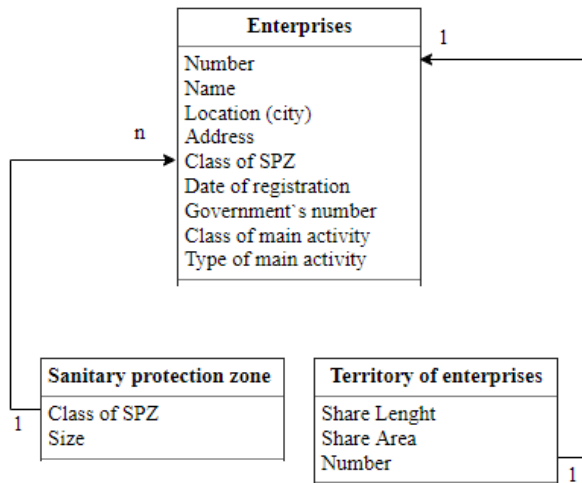 Enterprises
1
Number
Name
Location (city)
n
Address
Class of SPZ
Date of registration
Government`s number
Class of main activity
Type of main activity
Sanitary protection zone
Class of SPZ
1
Size
Territory of enterprises
Share Lenght
Share Area
Number
1